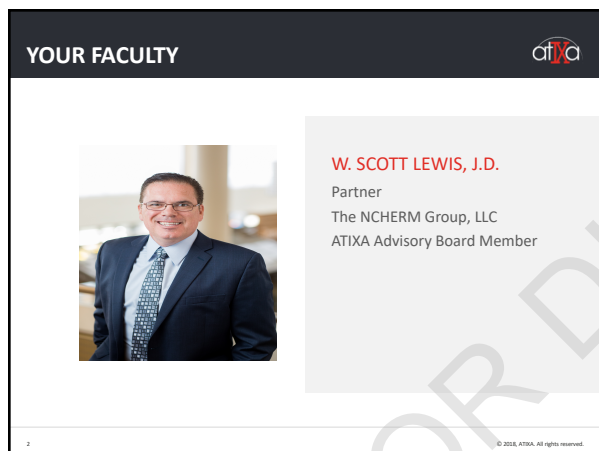 YOUR FACULTY
atIXa
W. SCOTT LEWIS, J.D.
Partner
The NCHERM Group, LLC
ATIXA Advisory Board Member
2
© 2018, ATIXA. All rights reserved.